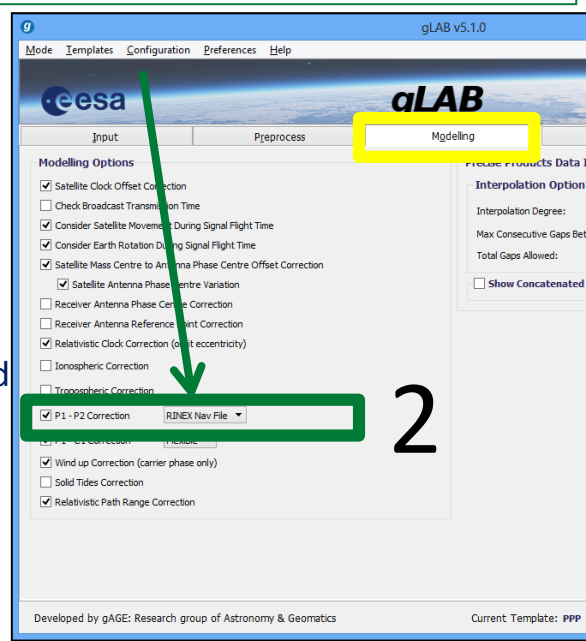 gLAB v5.1.0
Mode Templates Configuration Preferences Help
esa gLAB
Input Preprocess Modelling
Modelling Options
Satellite Clock Offset Correction
Check Broadcast Transmission Time
Consider Satellite Movement During Signal Flight Time
Consider Earth Rotation During Signal Flight Time
Satellite Mass Centre to Antenna Phase Centre Offset Correction
Satellite Antenna Phase Centre Variation
Receiver Antenna Phase Centre Correction
Receiver Antenna Reference Point Correction
Relativistic Clock Correction (orbit eccentricity)
Ionospheric Correction
Tropospheric Correction
P1 - P2 Correction RINEX Nav File
P1 - C1 Correction Flexible
Wind up Correction (carrier phase only)
Solid Tides Correction
Relativistic Path Range Correction
Precise Products Data I
Interpolation Option
Interpolation Degree:
Max Consecutive Gaps Bet
Total Gaps Allowed:
Show Concatenated
d
2
Developed by gAGE: Research group of Astronomy & Geomatics Current Template: PPP